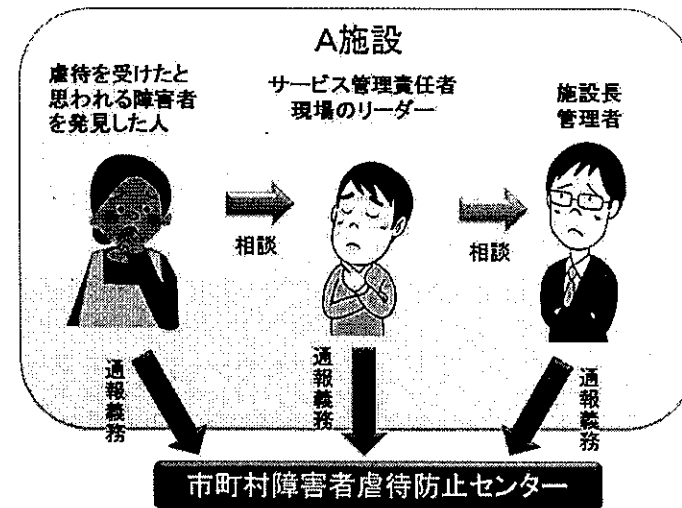 A施設
虐待を受けたと
思われる障害者
を発見した人
サービス管理責任者
現場のリーダー
施設長
管理者
相談
相談
通報義務
通報義務
通報義務
市町村障害者虐待防止センター